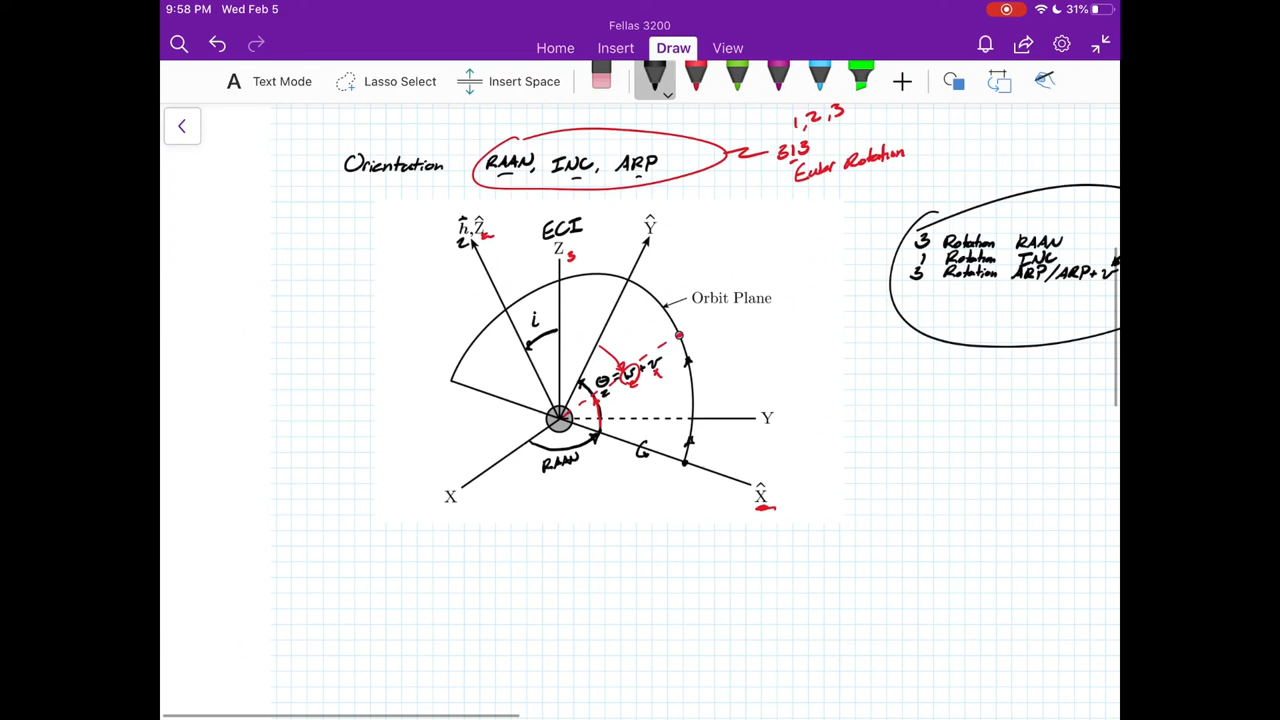 9:58 PM Wed Feb 5
31%
Fellas 3200
Home Insert Draw View
Text Mode Lasso Select Insert Space
1, 2, 3
313
Euler Rotation
Orientation RAAN, INC, ARP
ECI
h, Ẑ
Z 3
Ŷ
3 Rotation RAAN
1 Rotation INC
3 Rotation ARP/ARP+ν
Orbit Plane
i
θ = ω + ν
Y
RAAN
X
X̂